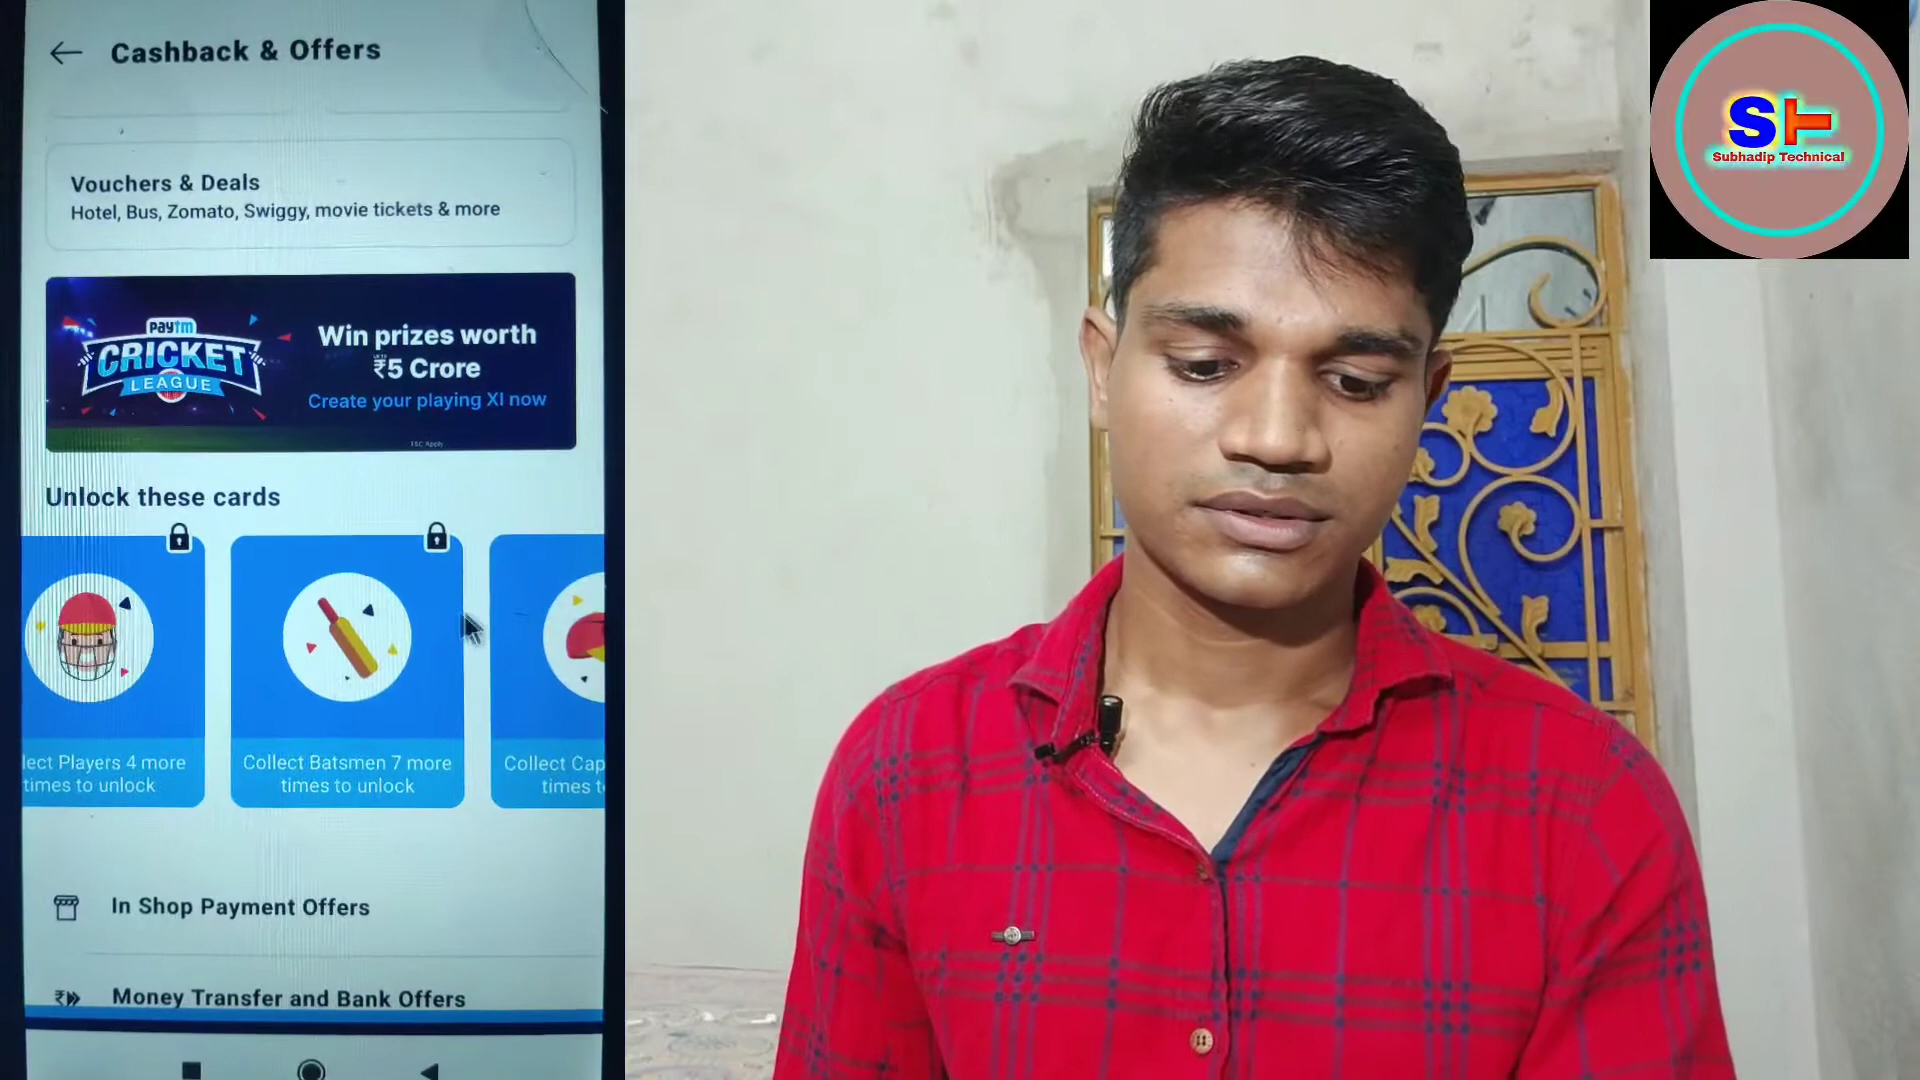 Cashback & Offers
Vouchers & Deals
Hotel, Bus, Zomato, Swiggy, movie tickets & more
paytm
CRICKET
LEAGUE
Win prizes worth
₹5 Crore
Create your playing XI now
T&C Apply
Unlock these cards
lect Players 4 more
times to unlock
Collect Batsmen 7 more
times to unlock
Collect Cap
times t
In Shop Payment Offers
Money Transfer and Bank Offers
ST
Subhadip Technical